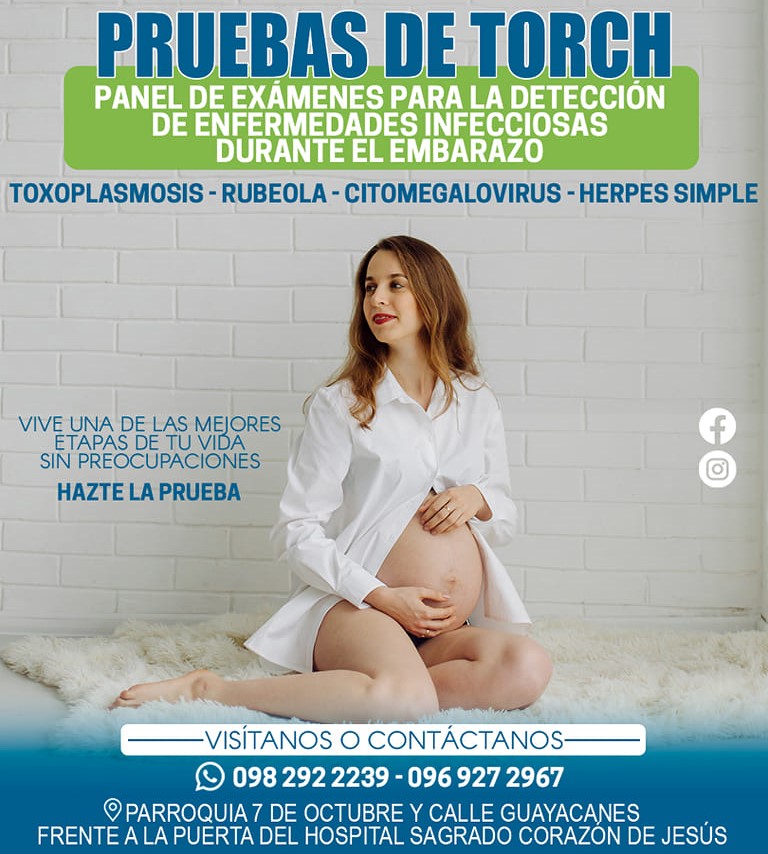 PRUEBAS DE TORCH
PANEL DE EXÁMENES PARA LA DETECCIÓN
DE ENFERMEDADES INFECCIOSAS
DURANTE EL EMBARAZO
TOXOPLASMOSIS - RUBEOLA - CITOMEGALOVIRUS - HERPES SIMPLE
VIVE UNA DE LAS MEJORES
ETAPAS DE TU VIDA
SIN PREOCUPACIONES
HAZTE LA PRUEBA
VISÍTANOS O CONTÁCTANOS
098 292 2239 - 096 927 2967
PARROQUIA 7 DE OCTUBRE Y CALLE GUAYACANES
FRENTE A LA PUERTA DEL HOSPITAL SAGRADO CORAZÓN DE JESÚS